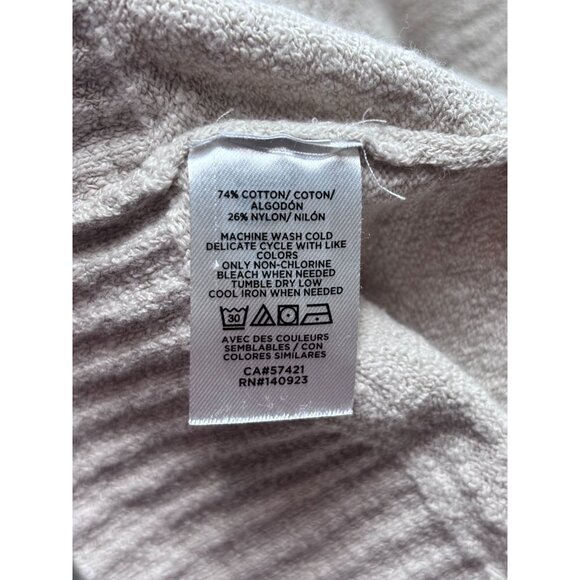 74% COTTON/ COTON/
ALGODÓN
26% NYLON/ NILÓN
MACHINE WASH COLD
DELICATE CYCLE WITH LIKE
COLORS
ONLY NON-CHLORINE
BLEACH WHEN NEEDED
TUMBLE DRY LOW
COOL IRON WHEN NEEDED
30
AVEC DES COULEURS
SEMBLABLES / CON
COLORES SIMILARES
CA#57421
RN#140923